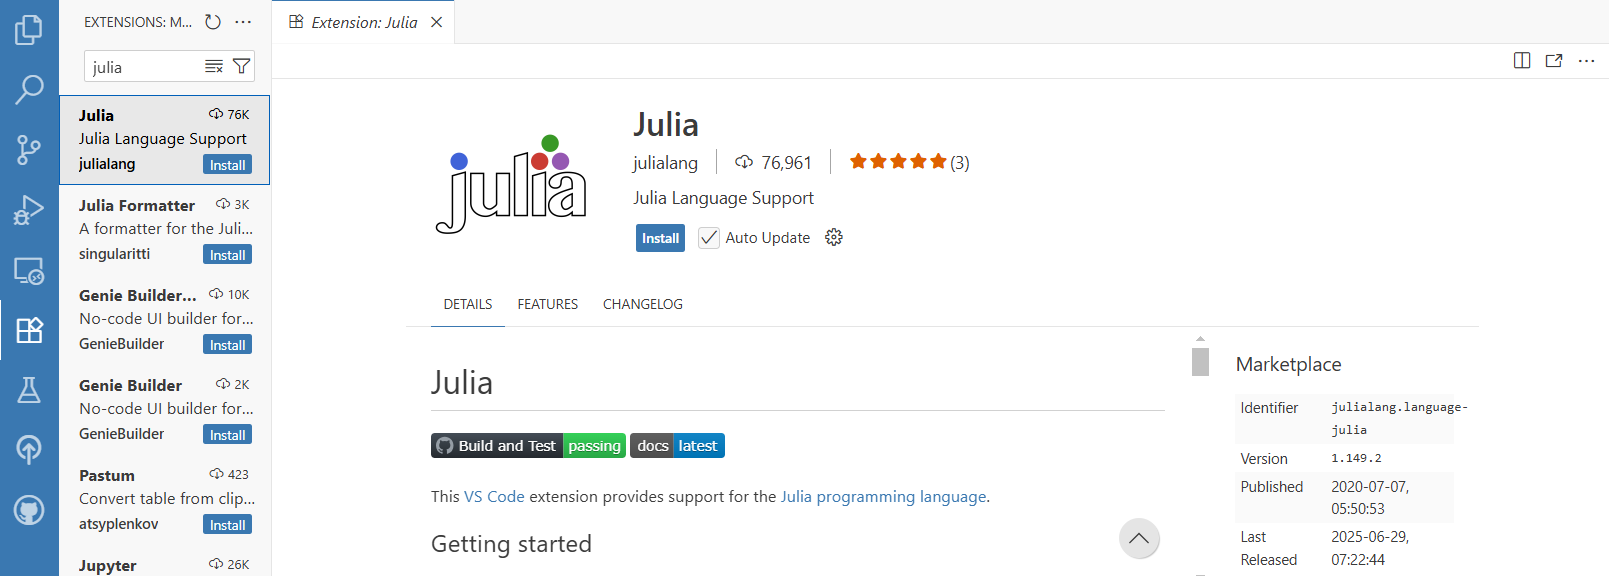 EXTENSIONS: M...
julia
Julia 76K
Julia Language Support
julialang Install
Julia Formatter 3K
A formatter for the Juli...
singularitti Install
Genie Builder... 10K
No-code UI builder for...
GenieBuilder Install
Genie Builder 2K
No-code UI builder for...
GenieBuilder Install
Pastum 423
Convert table from clip...
atsyplenkov Install
Jupyter 26K
Extension: Julia
julia
Julia
julialang 76,961 (3)
Julia Language Support
Install Auto Update
DETAILS FEATURES CHANGELOG
Julia
Build and Test passing docs latest
This VS Code extension provides support for the Julia programming language.
Getting started
Marketplace
Identifier julialang.language-
julia
Version 1.149.2
Published 2020-07-07,
05:50:53
Last 2025-06-29,
Released 07:22:44